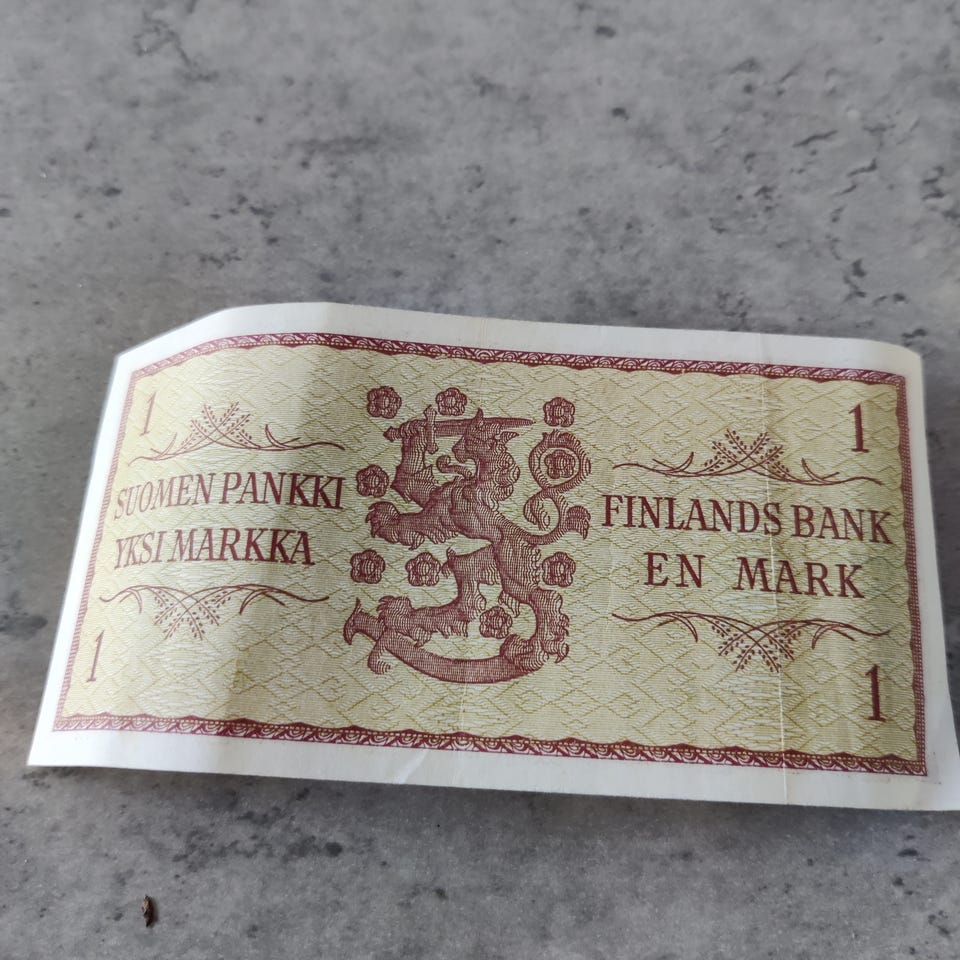 1
1
SUOMEN PANKKI
YKSI MARKKA
FINLANDS BANK
EN MARK
1
1